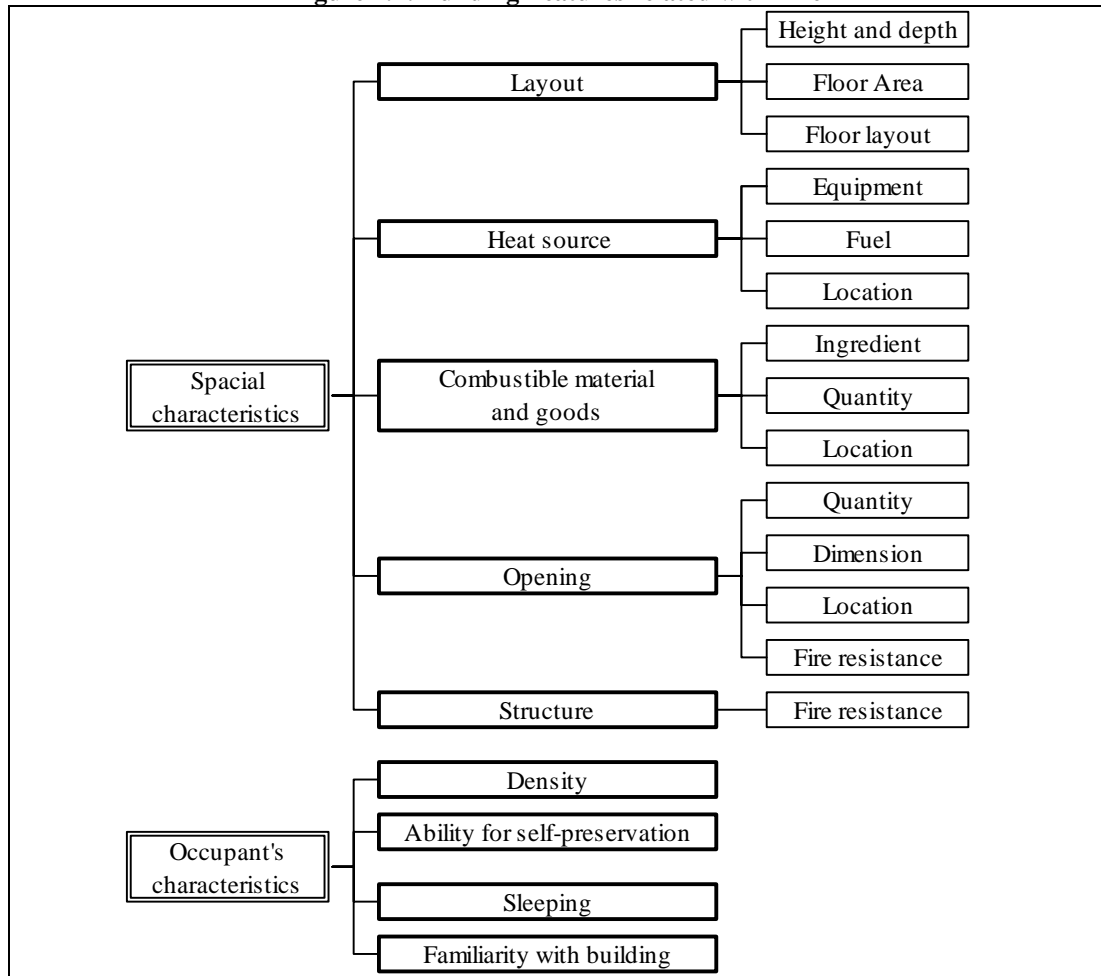 Height and depth
Layout
Floor Area
Floor layout
Equipment
Heat source
Fuel
Location
Ingredient
Spacial
characteristics
Combustible material
and goods
Quantity
Location
Quantity
Opening
Dimension
Location
Fire resistance
Structure
Fire resistance
Density
Ability for self-preservation
Occupant's
characteristics
Sleeping
Familiarity with building